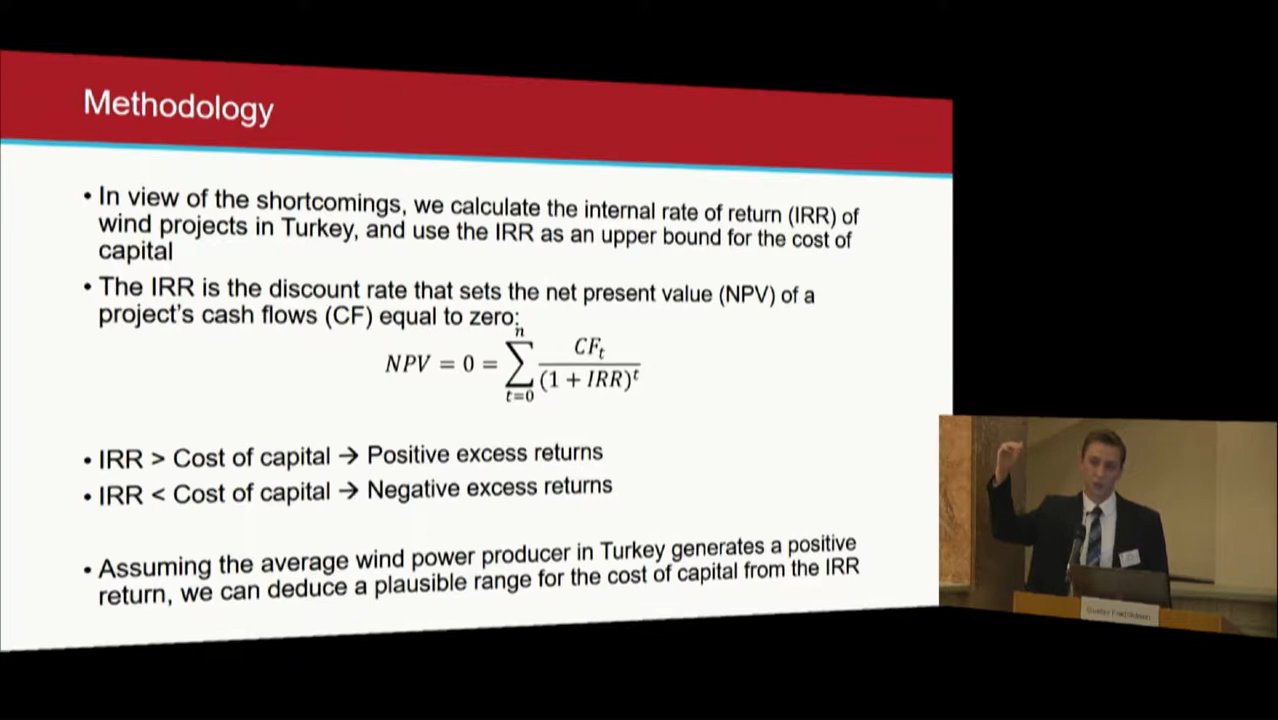 Methodology
• In view of the shortcomings, we calculate the internal rate of return (IRR) of
wind projects in Turkey, and use the IRR as an upper bound for the cost of
capital
• The IRR is the discount rate that sets the net present value (NPV) of a
project's cash flows (CF) equal to zero:
NPV = 0 = ∑_{t=0}^{n} CF_t / (1 + IRR)^t
• IRR > Cost of capital → Positive excess returns
• IRR < Cost of capital → Negative excess returns
• Assuming the average wind power producer in Turkey generates a positive
return, we can deduce a plausible range for the cost of capital from the IRR